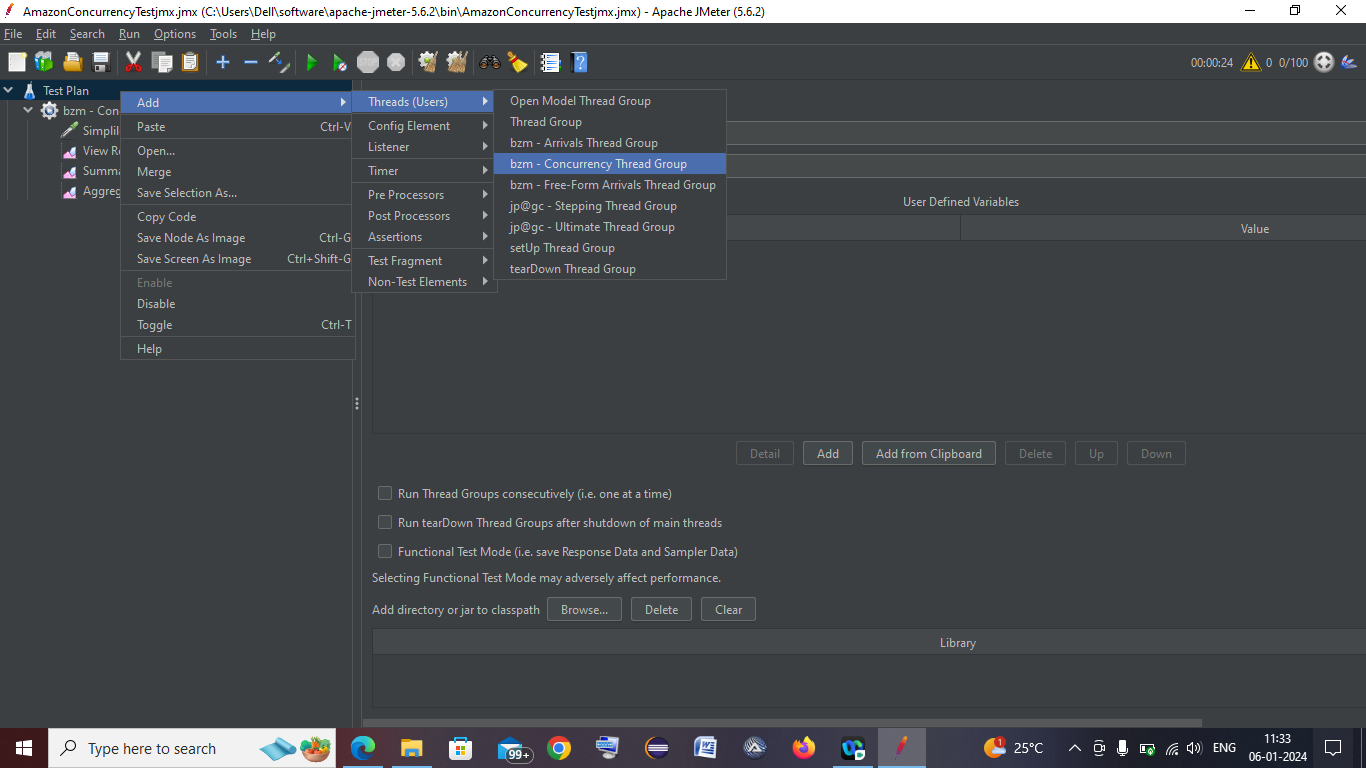 AmazonConcurrencyTestjmx.jmx (C:\Users\Dell\software\apache-jmeter-5.6.2\bin\AmazonConcurrencyTestjmx.jmx) - Apache JMeter (5.6.2)
File Edit Search Run Options Tools Help
STOP 00:00:24 0 0/100
Test Plan
bzm - Con
Simplil
View Re
Summa
Aggreg
Add
Paste Ctrl-V
Open...
Merge
Save Selection As...
Copy Code
Save Node As Image Ctrl-G
Save Screen As Image Ctrl+Shift-G
Enable
Disable
Toggle Ctrl-T
Help
Threads (Users)
Config Element
Listener
Timer
Pre Processors
Post Processors
Assertions
Test Fragment
Non-Test Elements
Open Model Thread Group
Thread Group
bzm - Arrivals Thread Group
bzm - Concurrency Thread Group
bzm - Free-Form Arrivals Thread Group
jp@gc - Stepping Thread Group
jp@gc - Ultimate Thread Group
setUp Thread Group
tearDown Thread Group
User Defined Variables
Value
Detail Add Add from Clipboard Delete Up Down
Run Thread Groups consecutively (i.e. one at a time)
Run tearDown Thread Groups after shutdown of main threads
Functional Test Mode (i.e. save Response Data and Sampler Data)
Selecting Functional Test Mode may adversely affect performance.
Add directory or jar to classpath Browse... Delete Clear
Library
Type here to search
99+
1
25°C
ENG
11:33
06-01-2024